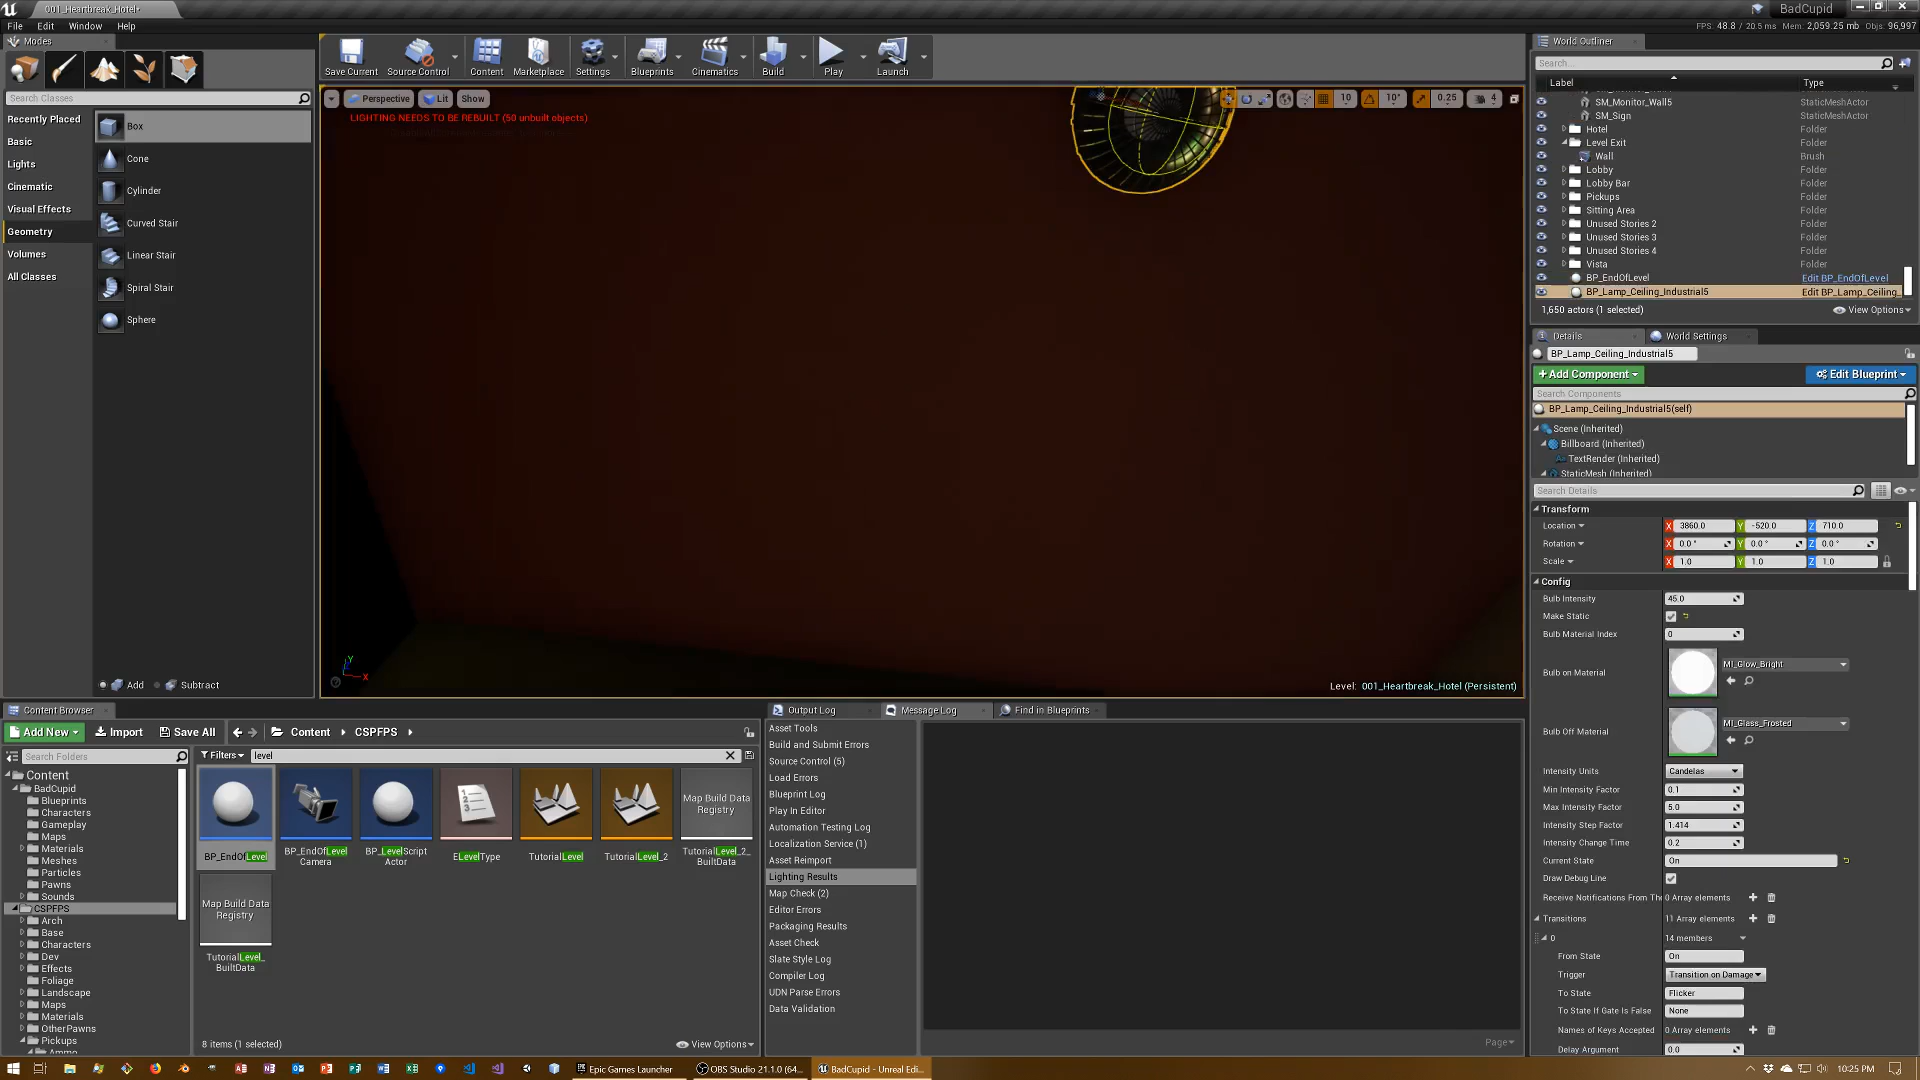 001_Heartbreak_Hotel*
BadCupid
File Edit Window Help
FPS: 48.8 / 20.5 ms Mem: 2,059.25 mb Objs: 96,997
Modes
Search Classes
Recently Placed
Basic
Lights
Cinematic
Visual Effects
Geometry
Volumes
All Classes
Box
Cone
Cylinder
Curved Stair
Linear Stair
Spiral Stair
Sphere
Add Subtract
Save Current Source Control Content Marketplace Settings Blueprints Cinematics Build Play Launch
Perspective Lit Show
10 10° 0.25 4
LIGHTING NEEDS TO BE REBUILT (50 unbuilt objects)
Y
X
Level: 001_Heartbreak_Hotel (Persistent)
World Outliner
Search...
Label Type
SM_Monitor_Wall5 StaticMeshActor
SM_Sign StaticMeshActor
Hotel Folder
Level Exit Folder
Wall Brush
Lobby Folder
Lobby Bar Folder
Pickups Folder
Sitting Area Folder
Unused Stories 2 Folder
Unused Stories 3 Folder
Unused Stories 4 Folder
Vista Folder
BP_EndOfLevel Edit BP_EndOfLevel
BP_Lamp_Ceiling_Industrial5 Edit BP_Lamp_Ceiling_
1,650 actors (1 selected) View Options
Details World Settings
BP_Lamp_Ceiling_Industrial5
+Add Component Edit Blueprint
Search Components
BP_Lamp_Ceiling_Industrial5(self)
Scene (Inherited)
Billboard (Inherited)
TextRender (Inherited)
StaticMesh (Inherited)
Search Details
Transform
Location X 3860.0 Y -520.0 Z 710.0
Rotation X 0.0 ° Y 0.0 ° Z 0.0 °
Scale X 1.0 Y 1.0 Z 1.0
Config
Bulb Intensity 45.0
Make Static
Bulb Material Index 0
Bulb on Material MI_Glow_Bright
Bulb Off Material MI_Glass_Frosted
Intensity Units Candelas
Min Intensity Factor 0.1
Max Intensity Factor 5.0
Intensity Step Factor 1.414
Intensity Change Time 0.2
Current State On
Draw Debug Line
Receive Notifications From The 0 Array elements
Transitions 11 Array elements
0 14 members
From State On
Trigger Transition on Damage
To State Flicker
To State If Gate Is False None
Names of Keys Accepted 0 Array elements
Delay Argument 0.0
Content Browser
Add New Import Save All Content CSPFPS
Search Folders
Filters level
Content
BadCupid
Blueprints
Characters
Gameplay
Maps
Materials
Meshes
Particles
Pawns
Sounds
CSPFPS
Arch
Base
Characters
Dev
Effects
Foliage
Landscape
Maps
Materials
OtherPawns
Pickups
Ammo
BP_EndOfLevel
BP_EndOfLevel Camera
BP_LevelScript Actor
ELevelType
TutorialLevel
TutorialLevel_2
Map Build Data Registry
TutorialLevel_2_ BuiltData
Map Build Data Registry
TutorialLevel_ BuiltData
8 items (1 selected) View Options
Output Log Message Log Find in Blueprints
Asset Tools
Build and Submit Errors
Source Control (5)
Load Errors
Blueprint Log
Play In Editor
Automation Testing Log
Localization Service (1)
Asset Reimport
Lighting Results
Map Check (2)
Editor Errors
Packaging Results
Asset Check
Slate Style Log
Compiler Log
UDN Parse Errors
Data Validation
Page
Epic Games Launcher
OBS Studio 21.1.0 (64...
BadCupid - Unreal Edi...
10:25 PM